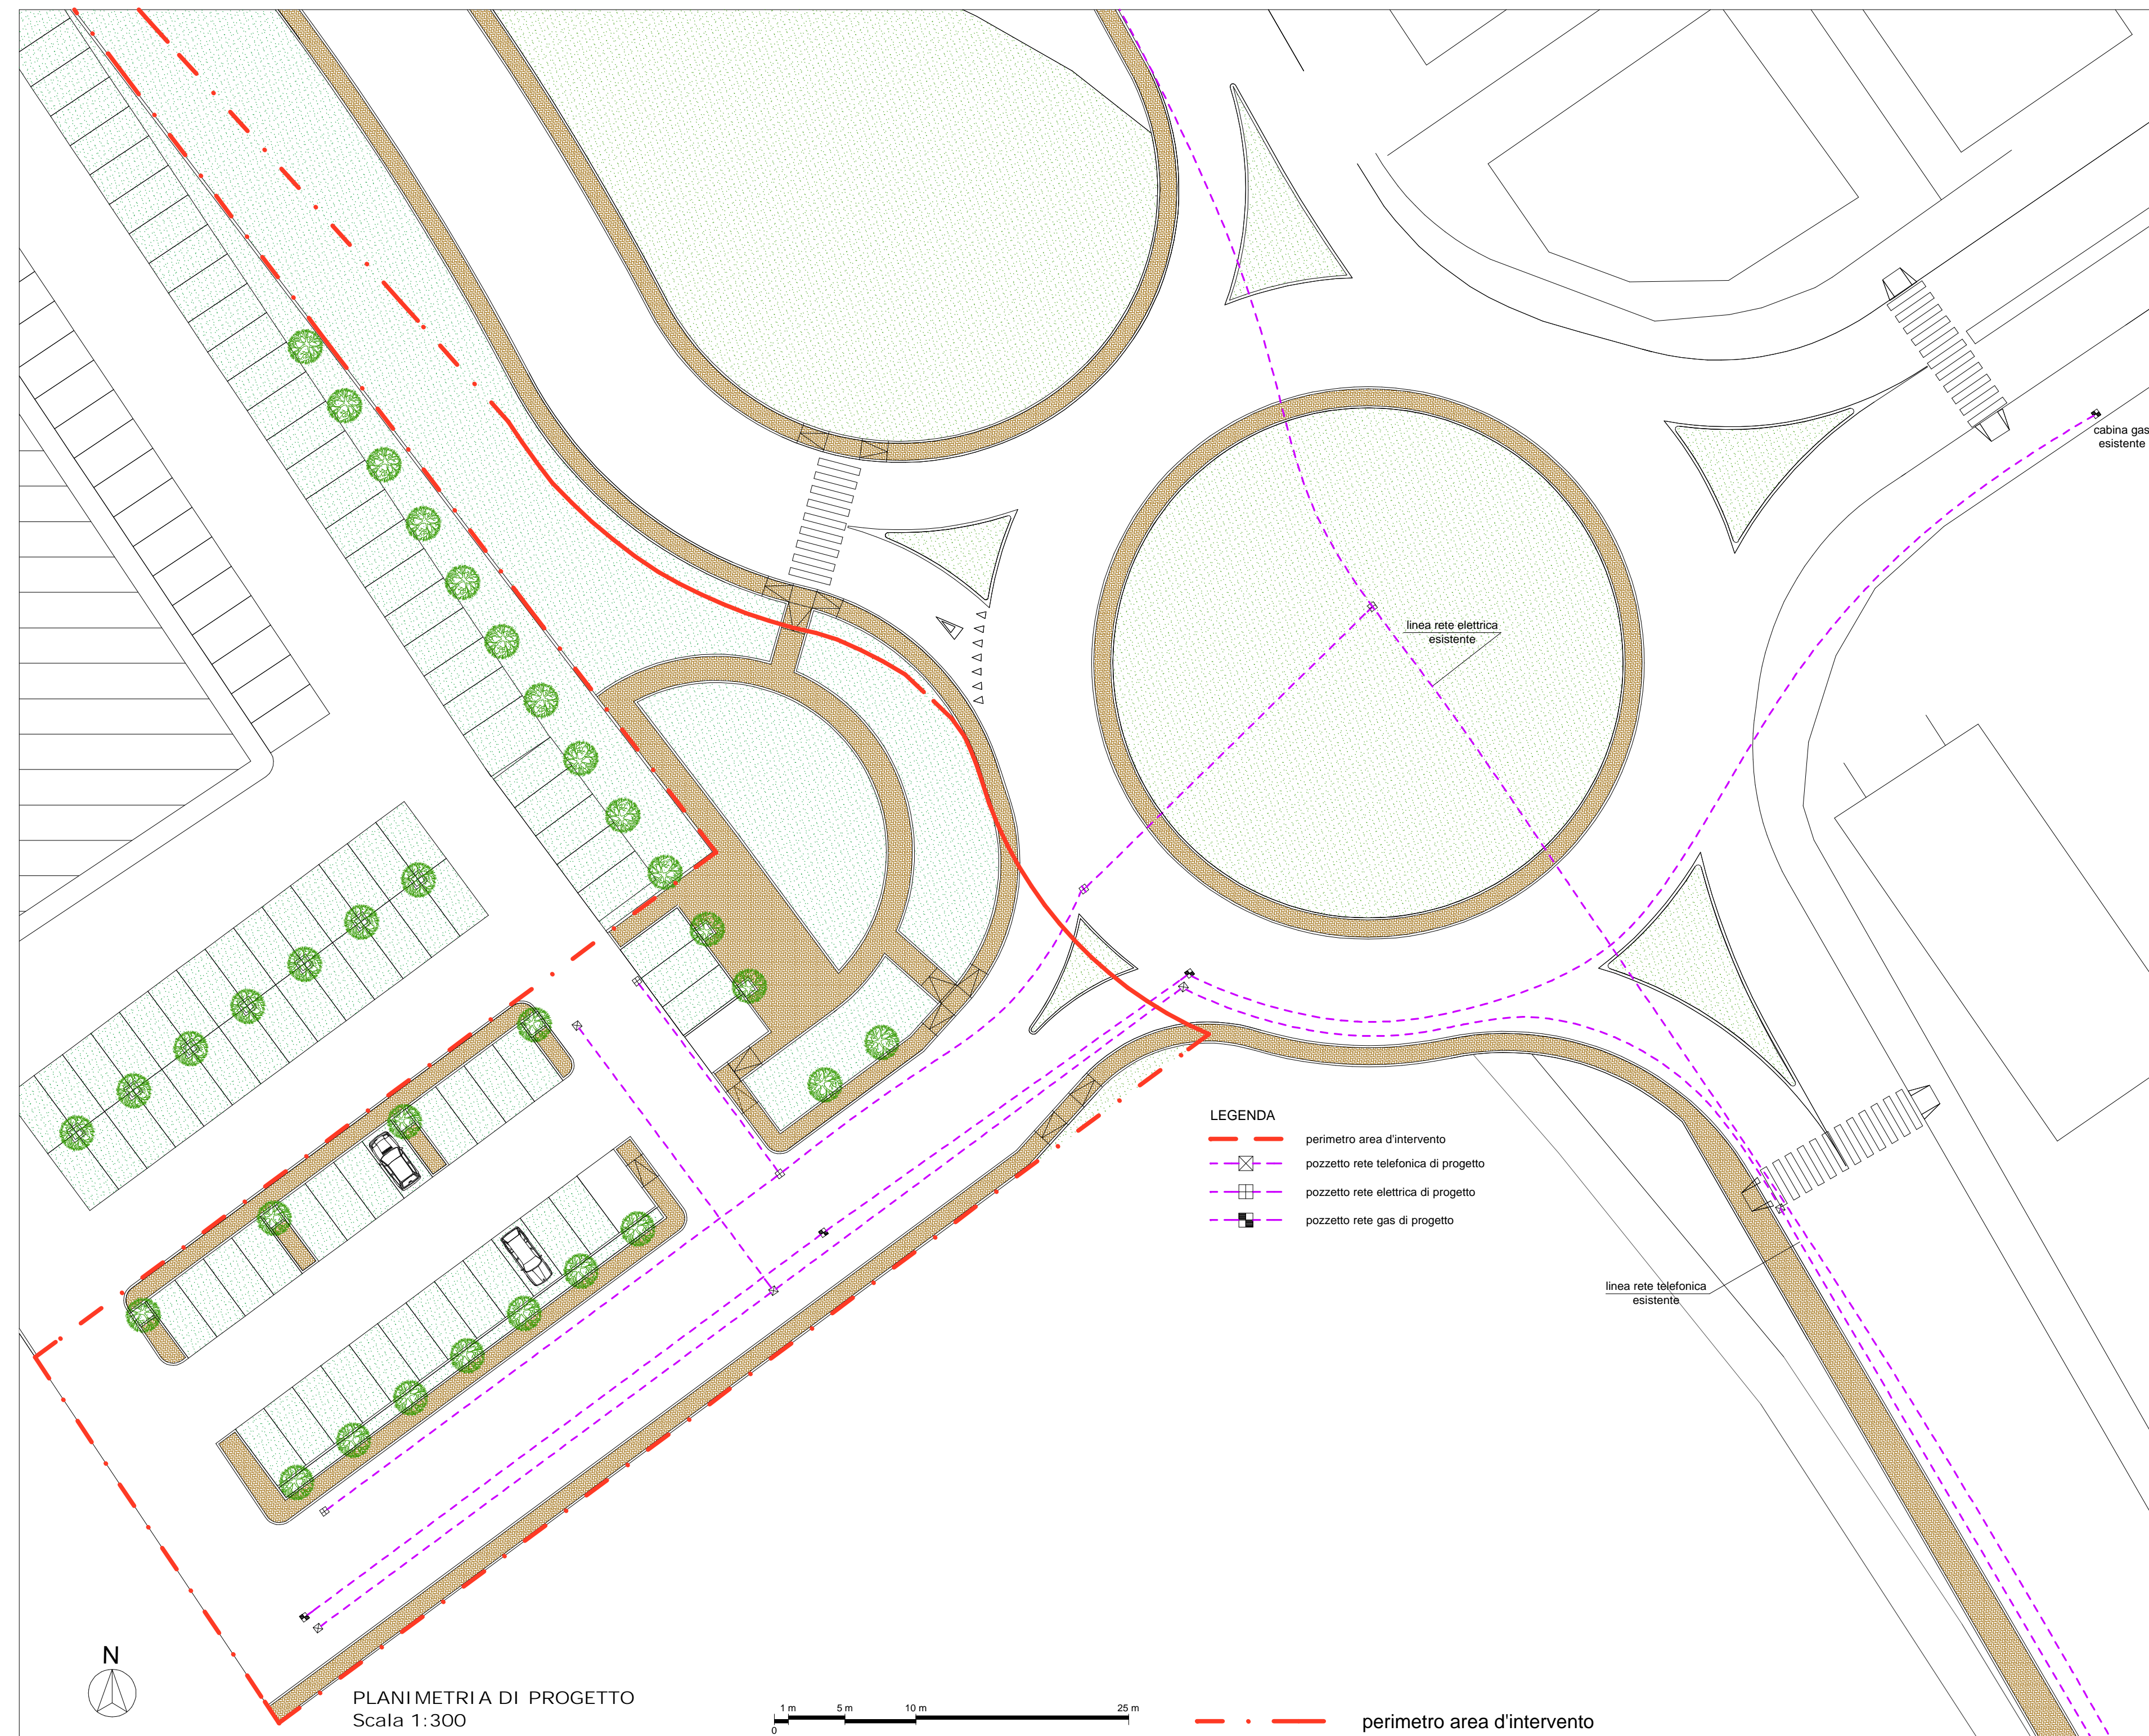 cabina gas
esistente
linea rete elettrica
esistente
LEGENDA
perimetro area d'intervento
pozzetto rete telefonica di progetto
pozzetto rete elettrica di progetto
pozzetto rete gas di progetto
linea rete telefonica
esistente
N
PLANIMETRIA DI PROGETTO
Scala 1:300
1 m 5 m 10 m 25 m
0
perimetro area d'intervento